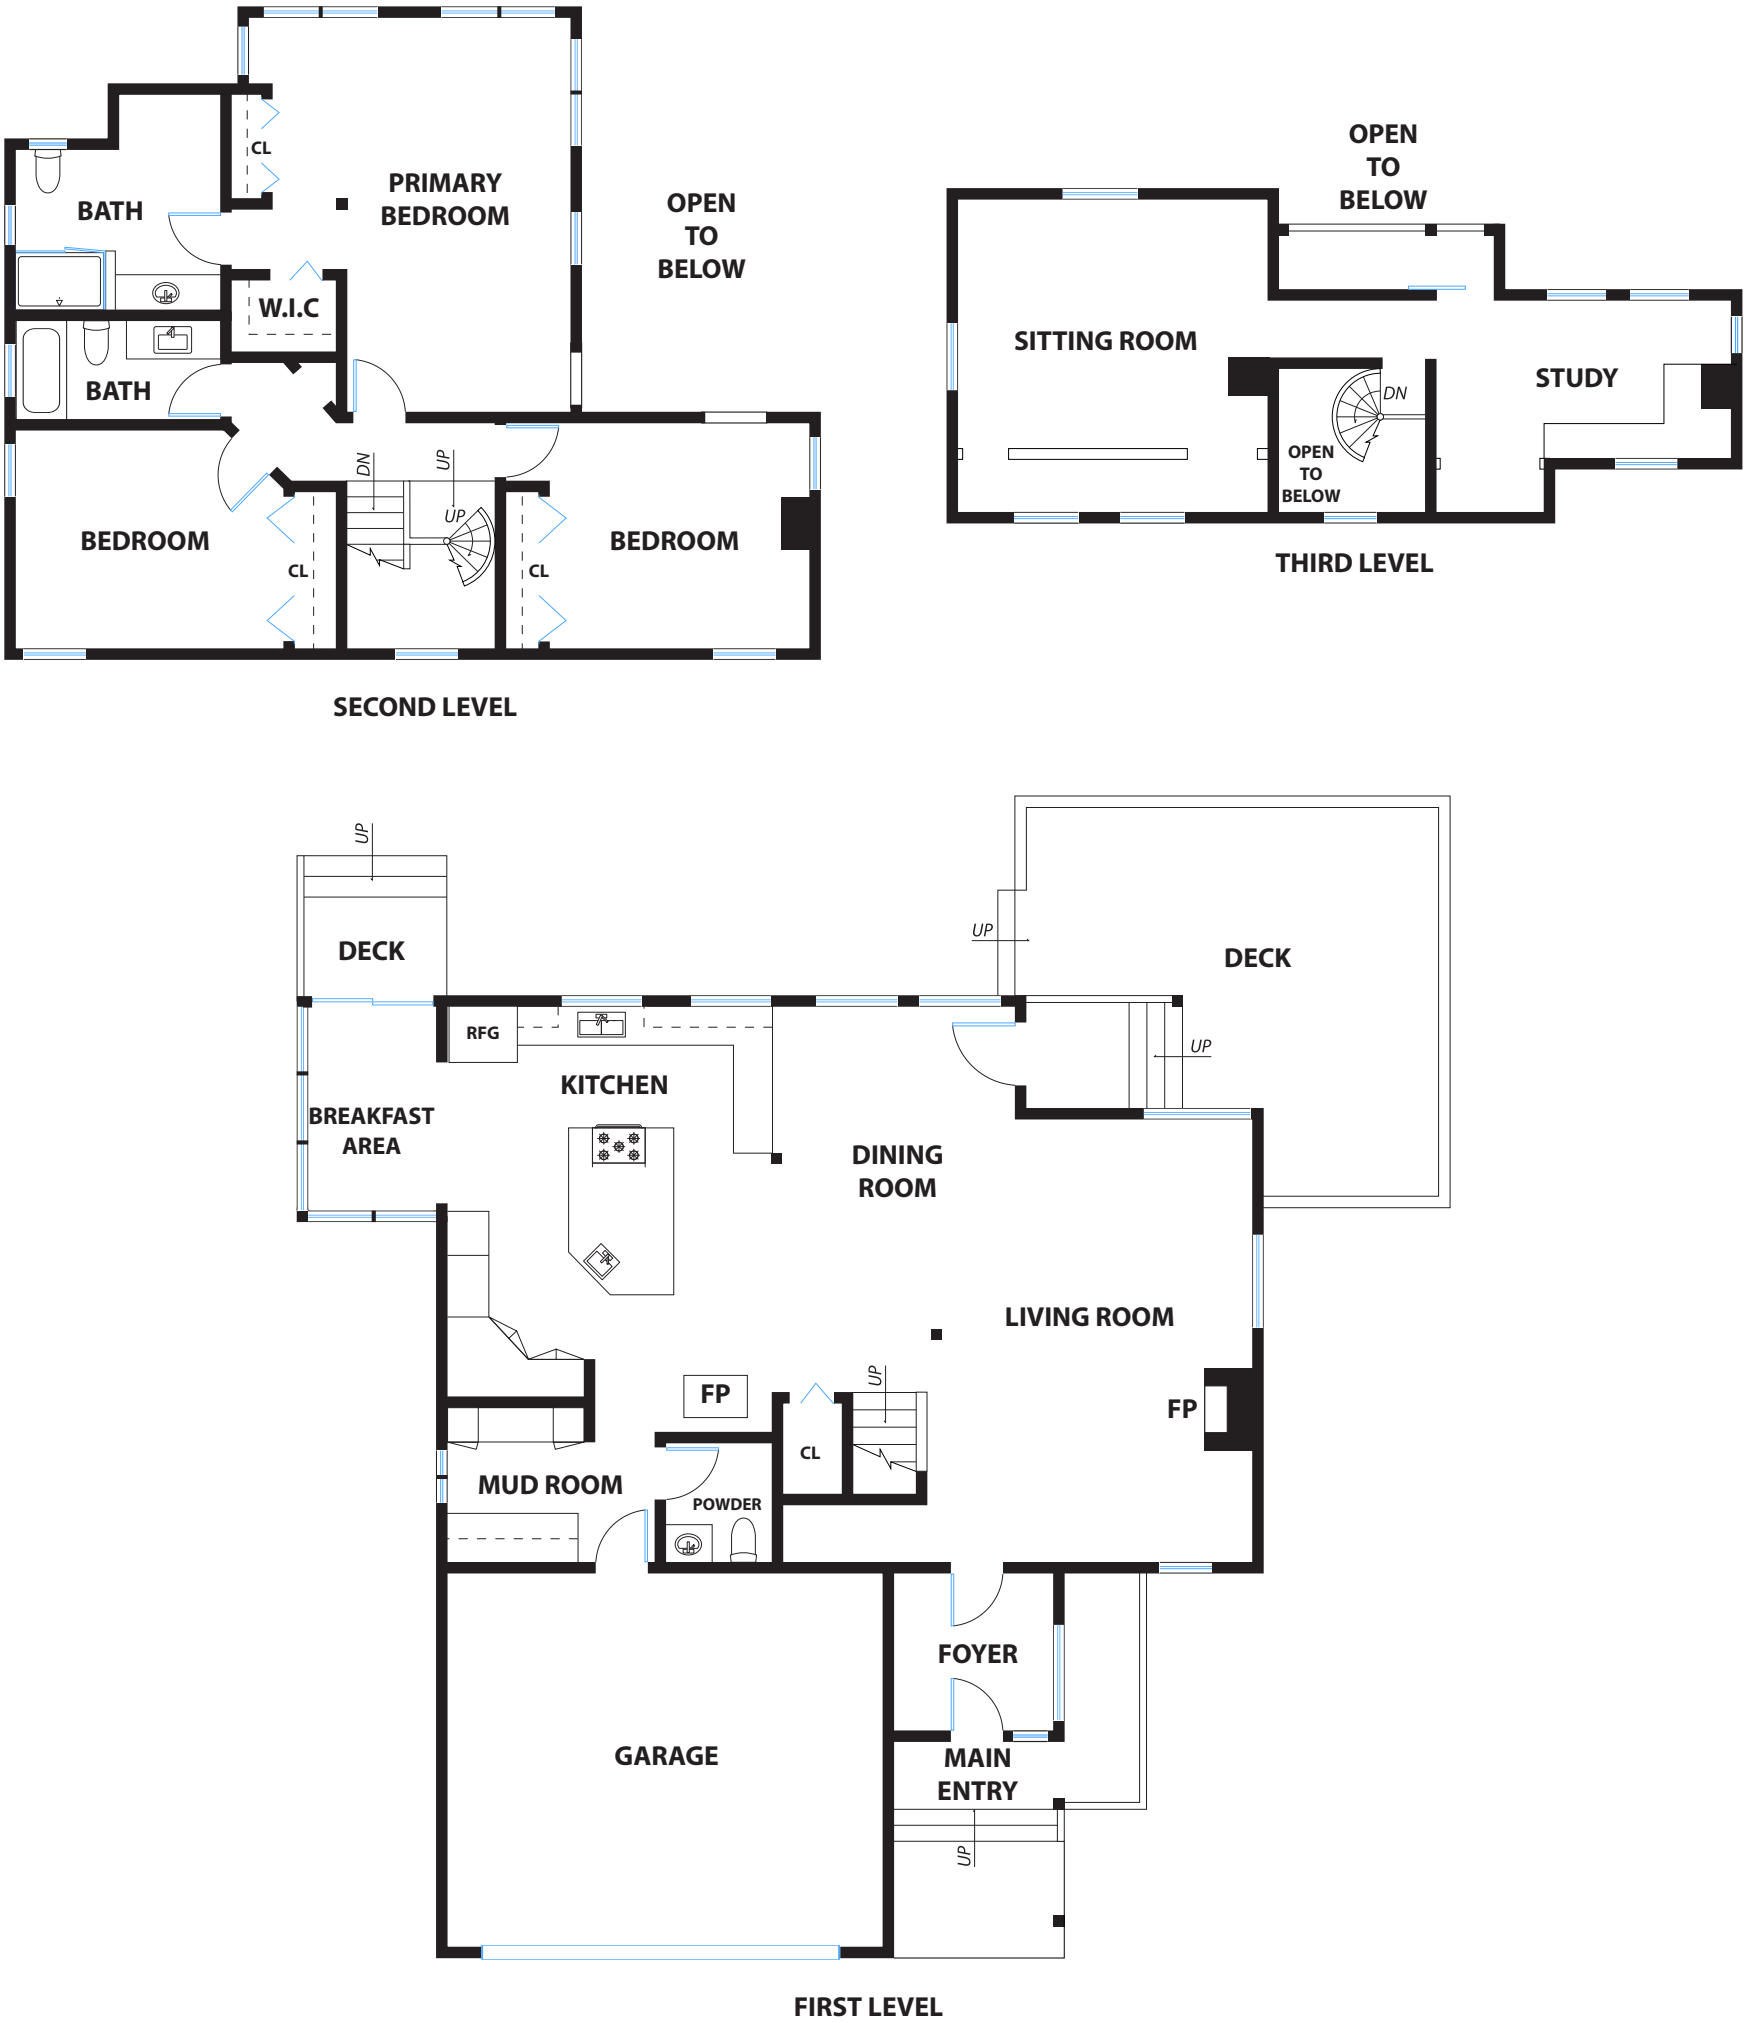 CL
PRIMARY
BEDROOM
BATH
OPEN
TO
BELOW
W.I.C
BATH
DN
UP
UP
BEDROOM
CL
CL
BEDROOM
SECOND LEVEL
OPEN
TO
BELOW
SITTING ROOM
STUDY
DN
OPEN
TO
BELOW
THIRD LEVEL
UP
DECK
UP
DECK
RFG
UP
KITCHEN
BREAKFAST
AREA
DINING
ROOM
LIVING ROOM
UP
FP
FP
CL
MUD ROOM
POWDER
FOYER
GARAGE
MAIN
ENTRY
UP
FIRST LEVEL